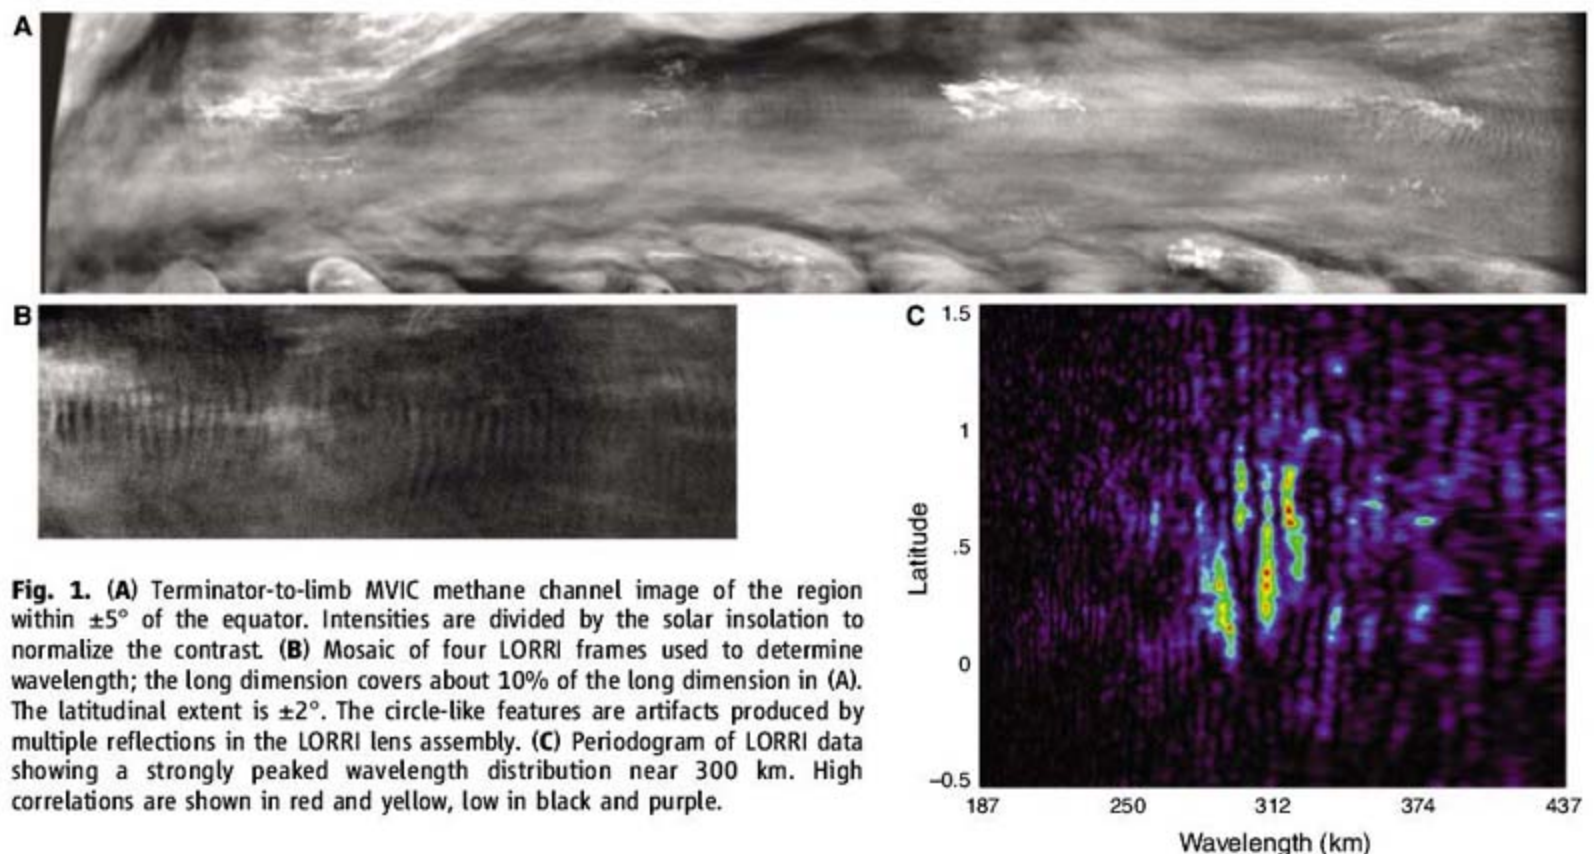 A
B
C
1.5
1
.5
0
–0.5
Latitude
187 250 312 374 437
Wavelength (km)
Fig. 1. (A) Terminator-to-limb MVIC methane channel image of the region
within ±5° of the equator. Intensities are divided by the solar insolation to
normalize the contrast. (B) Mosaic of four LORRI frames used to determine
wavelength; the long dimension covers about 10% of the long dimension in (A).
The latitudinal extent is ±2°. The circle-like features are artifacts produced by
multiple reflections in the LORRI lens assembly. (C) Periodogram of LORRI data
showing a strongly peaked wavelength distribution near 300 km. High
correlations are shown in red and yellow, low in black and purple.